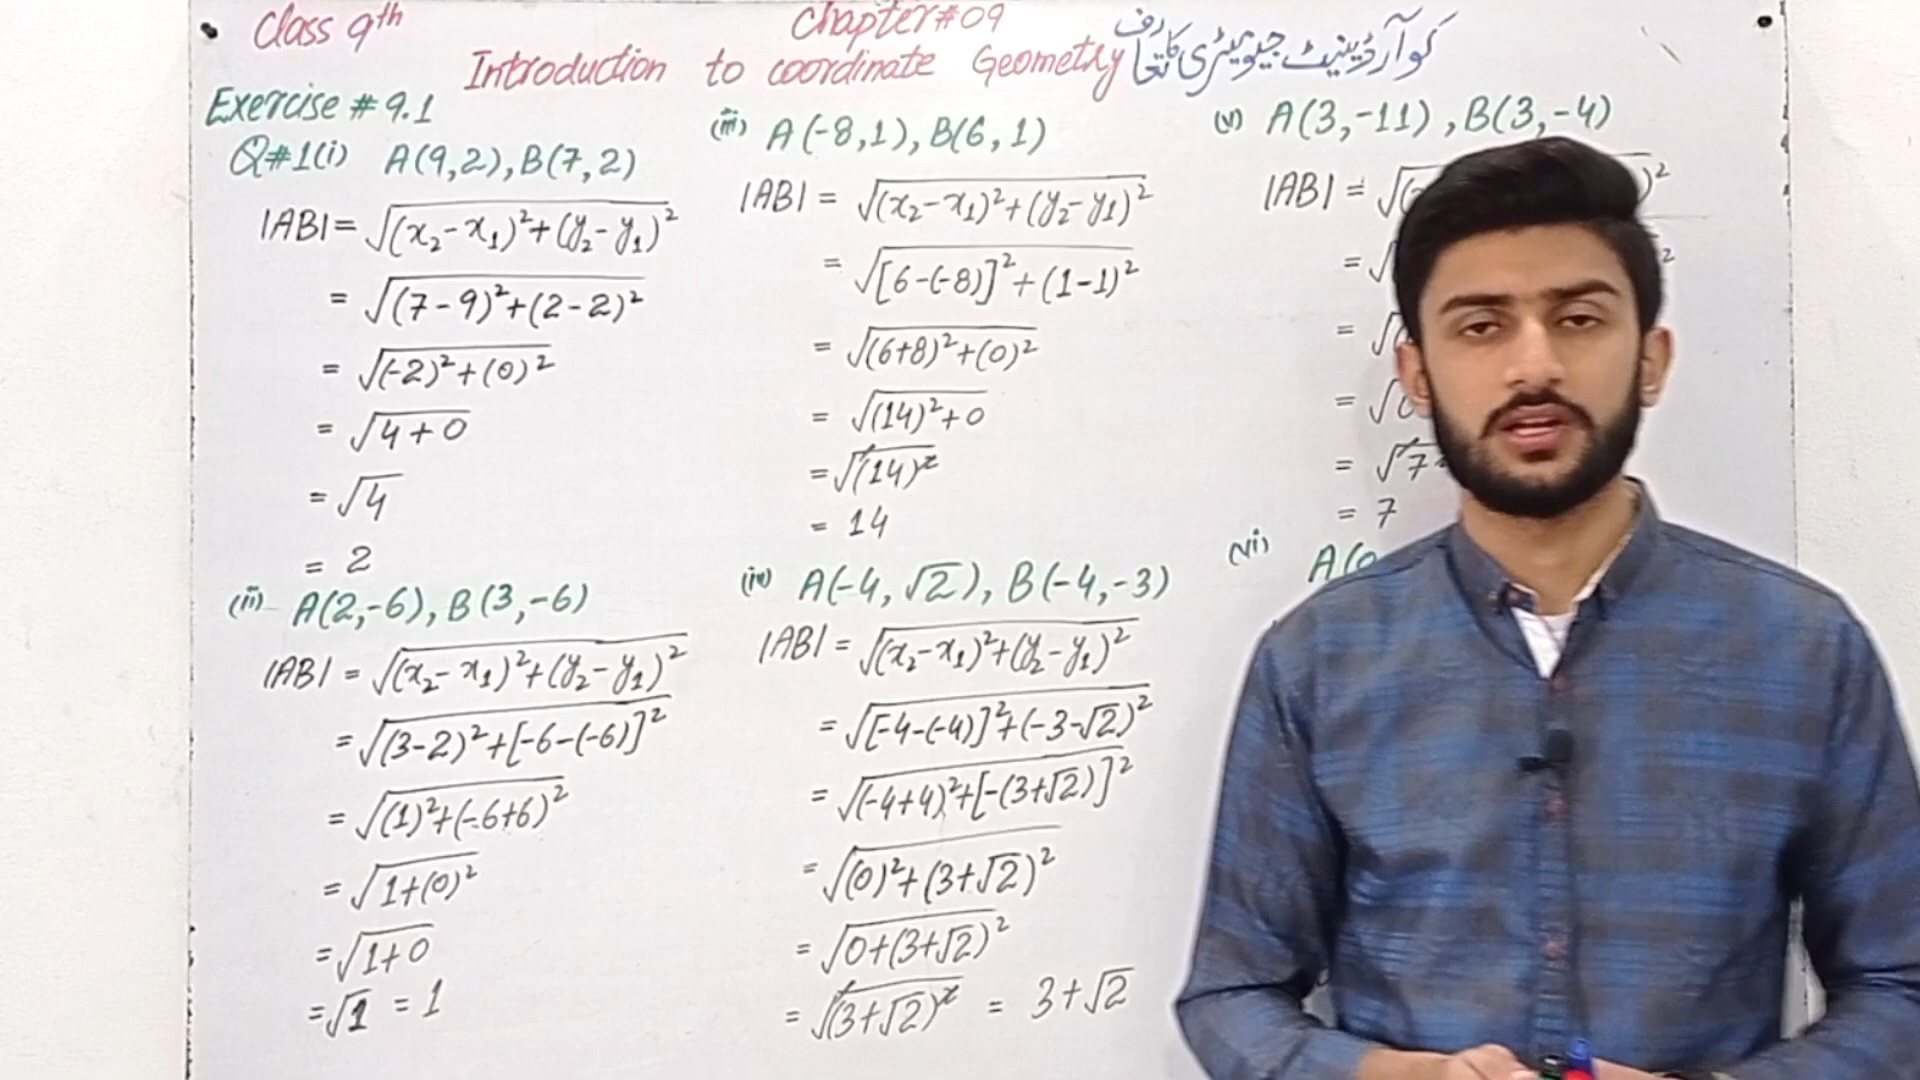 Class 9th Chapter#09
Introduction to coordinate Geometry کوآرڈینیٹ جیومیٹری کا تعارف
Exercise # 9.1
Q#1(i) A(9,2), B(7,2)
|AB| = √(x₂-x₁)²+(y₂-y₁)²
= √(7-9)²+(2-2)²
= √(-2)²+(0)²
= √4+0
= √4
= 2
(ii) A(2,-6), B(3,-6)
|AB| = √(x₂-x₁)²+(y₂-y₁)²
= √(3-2)²+[-6-(-6)]²
= √(1)²+(-6+6)²
= √1+(0)²
= √1+0
= √1 = 1
(iii) A(-8,1), B(6,1)
|AB| = √(x₂-x₁)²+(y₂-y₁)²
= √[6-(-8)]²+(1-1)²
= √(6+8)²+(0)²
= √(14)²+0
= √(14)²
= 14
(iv) A(-4,√2), B(-4,-3)
|AB| = √(x₂-x₁)²+(y₂-y₁)²
= √[-4-(-4)]²+(-3-√2)²
= √(-4+4)²+[-(3+√2)]²
= √(0)²+(3+√2)²
= √0+(3+√2)²
= √(3+√2)² = 3+√2
(v) A(3,-11), B(3,-4)
|AB| = √( )²
= √ ²
= √
= √
= √7
= 7
(vi) A(0